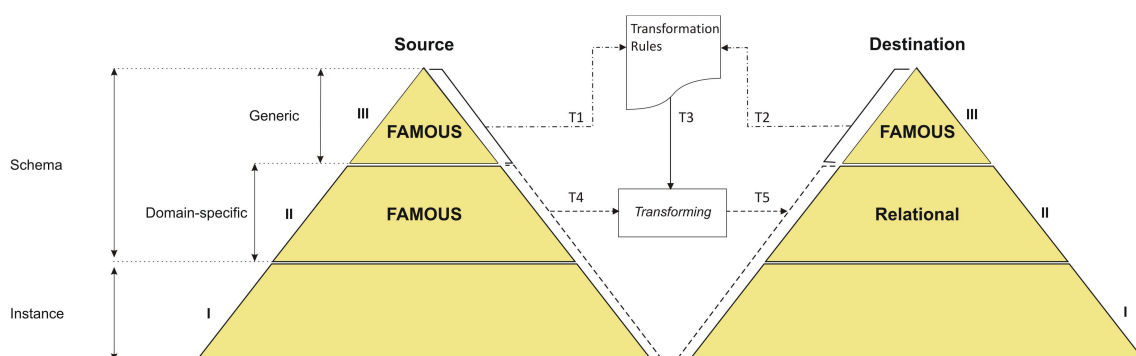 Source
Transformation
Rules
Destination
Generic
III
FAMOUS
T1
T3
T2
FAMOUS
III
Schema
Domain-specific
II
FAMOUS
T4
Transforming
T5
Relational
II
Instance
I
I